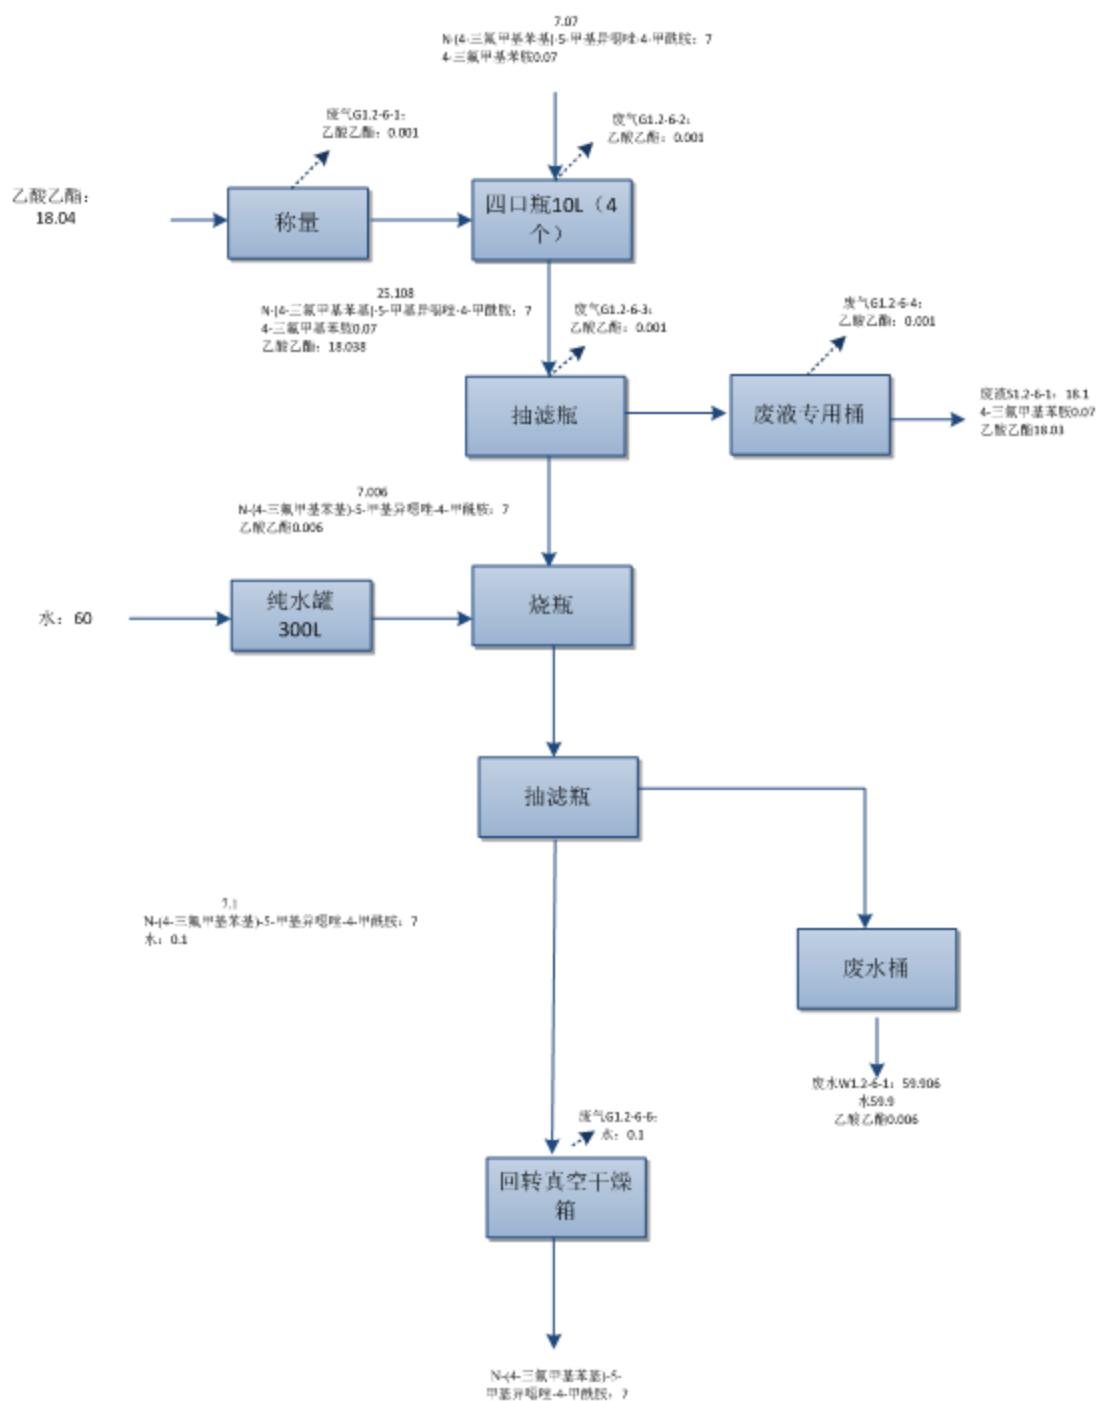 7.07
N-(4-三氟甲基苯基)-5-甲基异噁唑-4-甲酰胺：7
4-三氟甲基苯胺0.07
废气G1.2-6-1：
乙酸乙酯：0.001
废气G1.2-6-2：
乙酸乙酯：0.001
乙酸乙酯：
18.04
称量
四口瓶10L（4
个）
25.108
N-(4-三氟甲基苯基)-5-甲基异噁唑-4-甲酰胺：7
4-三氟甲基苯胺0.07
乙酸乙酯：18.038
废气G1.2-6-3：
乙酸乙酯：0.001
废气G1.2-6-4：
乙酸乙酯：0.001
抽滤瓶
废液专用桶
废液S1.2-6-1：18.1
4-三氟甲基苯胺0.07
乙酸乙酯18.03
7.006
N-(4-三氟甲基苯基)-5-甲基异噁唑-4-甲酰胺：7
乙酸乙酯0.006
水：60
纯水罐
300L
烧瓶
抽滤瓶
7.1
N-(4-三氟甲基苯基)-5-甲基异噁唑-4-甲酰胺：7
水：0.1
废水桶
废水W1.2-6-1：59.906
水59.9
乙酸乙酯0.006
废气G1.2-6-6：
水：0.1
回转真空干燥
箱
N-(4-三氟甲基苯基)-5-
甲基异噁唑-4-甲酰胺：7